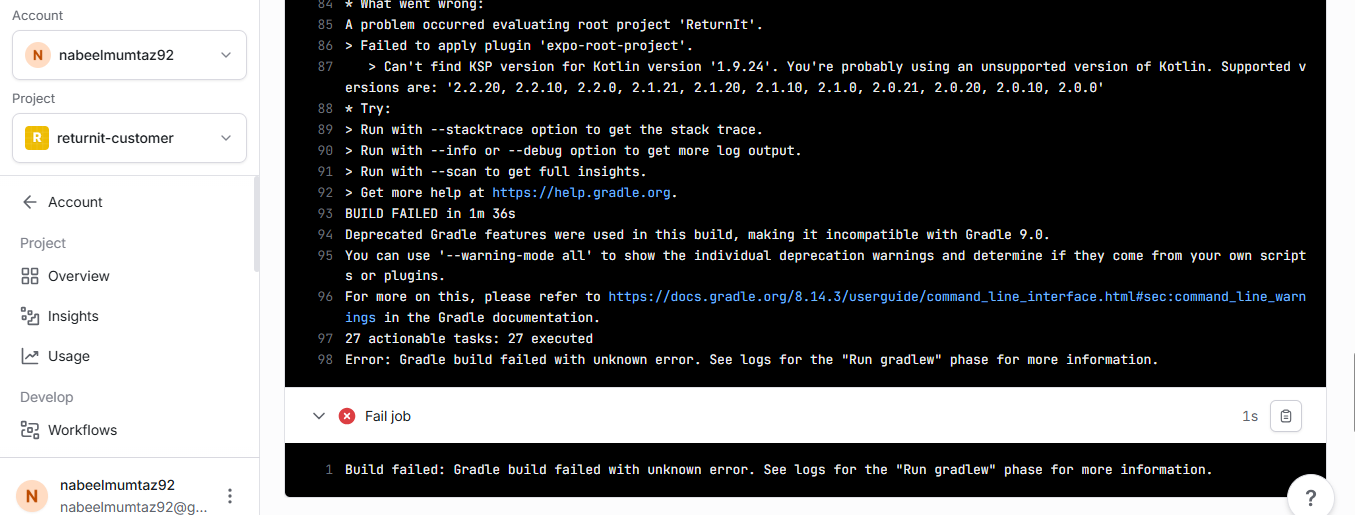 Account
N nabeelmumtaz92
Project
R returnit-customer
Account
Project
Overview
Insights
Usage
Develop
Workflows
N nabeelmumtaz92
nabeelmumtaz92@g...
84 * What went wrong:
85 A problem occurred evaluating root project 'ReturnIt'.
86 > Failed to apply plugin 'expo-root-project'.
87 > Can't find KSP version for Kotlin version '1.9.24'. You're probably using an unsupported version of Kotlin. Supported v
ersions are: '2.2.20, 2.2.10, 2.2.0, 2.1.21, 2.1.20, 2.1.10, 2.1.0, 2.0.21, 2.0.20, 2.0.10, 2.0.0'
88 * Try:
89 > Run with --stacktrace option to get the stack trace.
90 > Run with --info or --debug option to get more log output.
91 > Run with --scan to get full insights.
92 > Get more help at https://help.gradle.org.
93 BUILD FAILED in 1m 36s
94 Deprecated Gradle features were used in this build, making it incompatible with Gradle 9.0.
95 You can use '--warning-mode all' to show the individual deprecation warnings and determine if they come from your own script
s or plugins.
96 For more on this, please refer to https://docs.gradle.org/8.14.3/userguide/command_line_interface.html#sec:command_line_warn
ings in the Gradle documentation.
97 27 actionable tasks: 27 executed
98 Error: Gradle build failed with unknown error. See logs for the "Run gradlew" phase for more information.
Fail job 1s
1 Build failed: Gradle build failed with unknown error. See logs for the "Run gradlew" phase for more information.
?